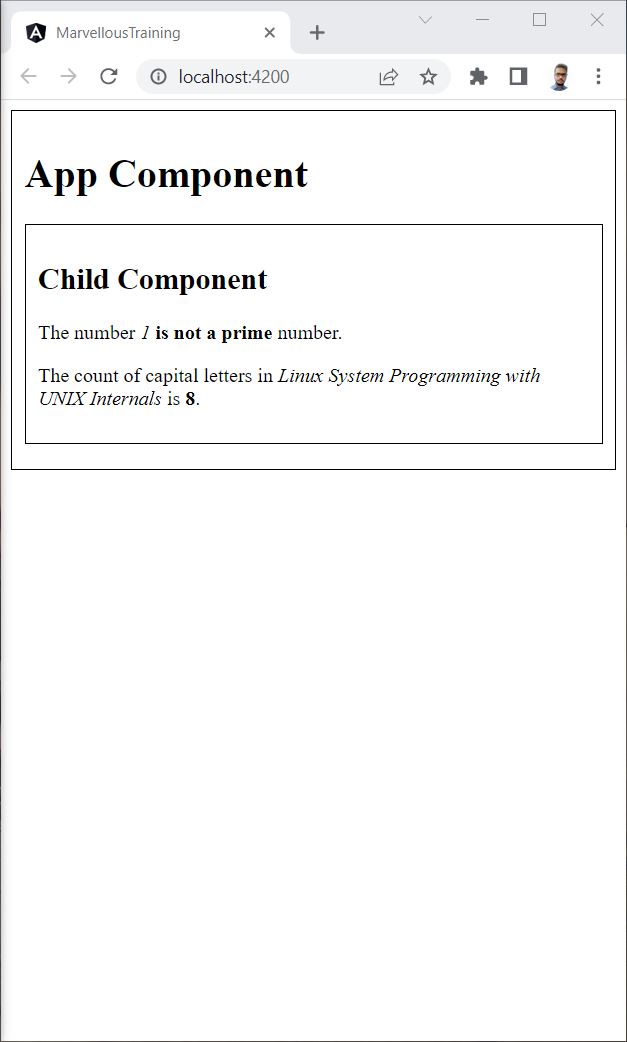 MarvellousTraining
localhost:4200
App Component
Child Component
The number 1 is not a prime number.
The count of capital letters in Linux System Programming with
UNIX Internals is 8.